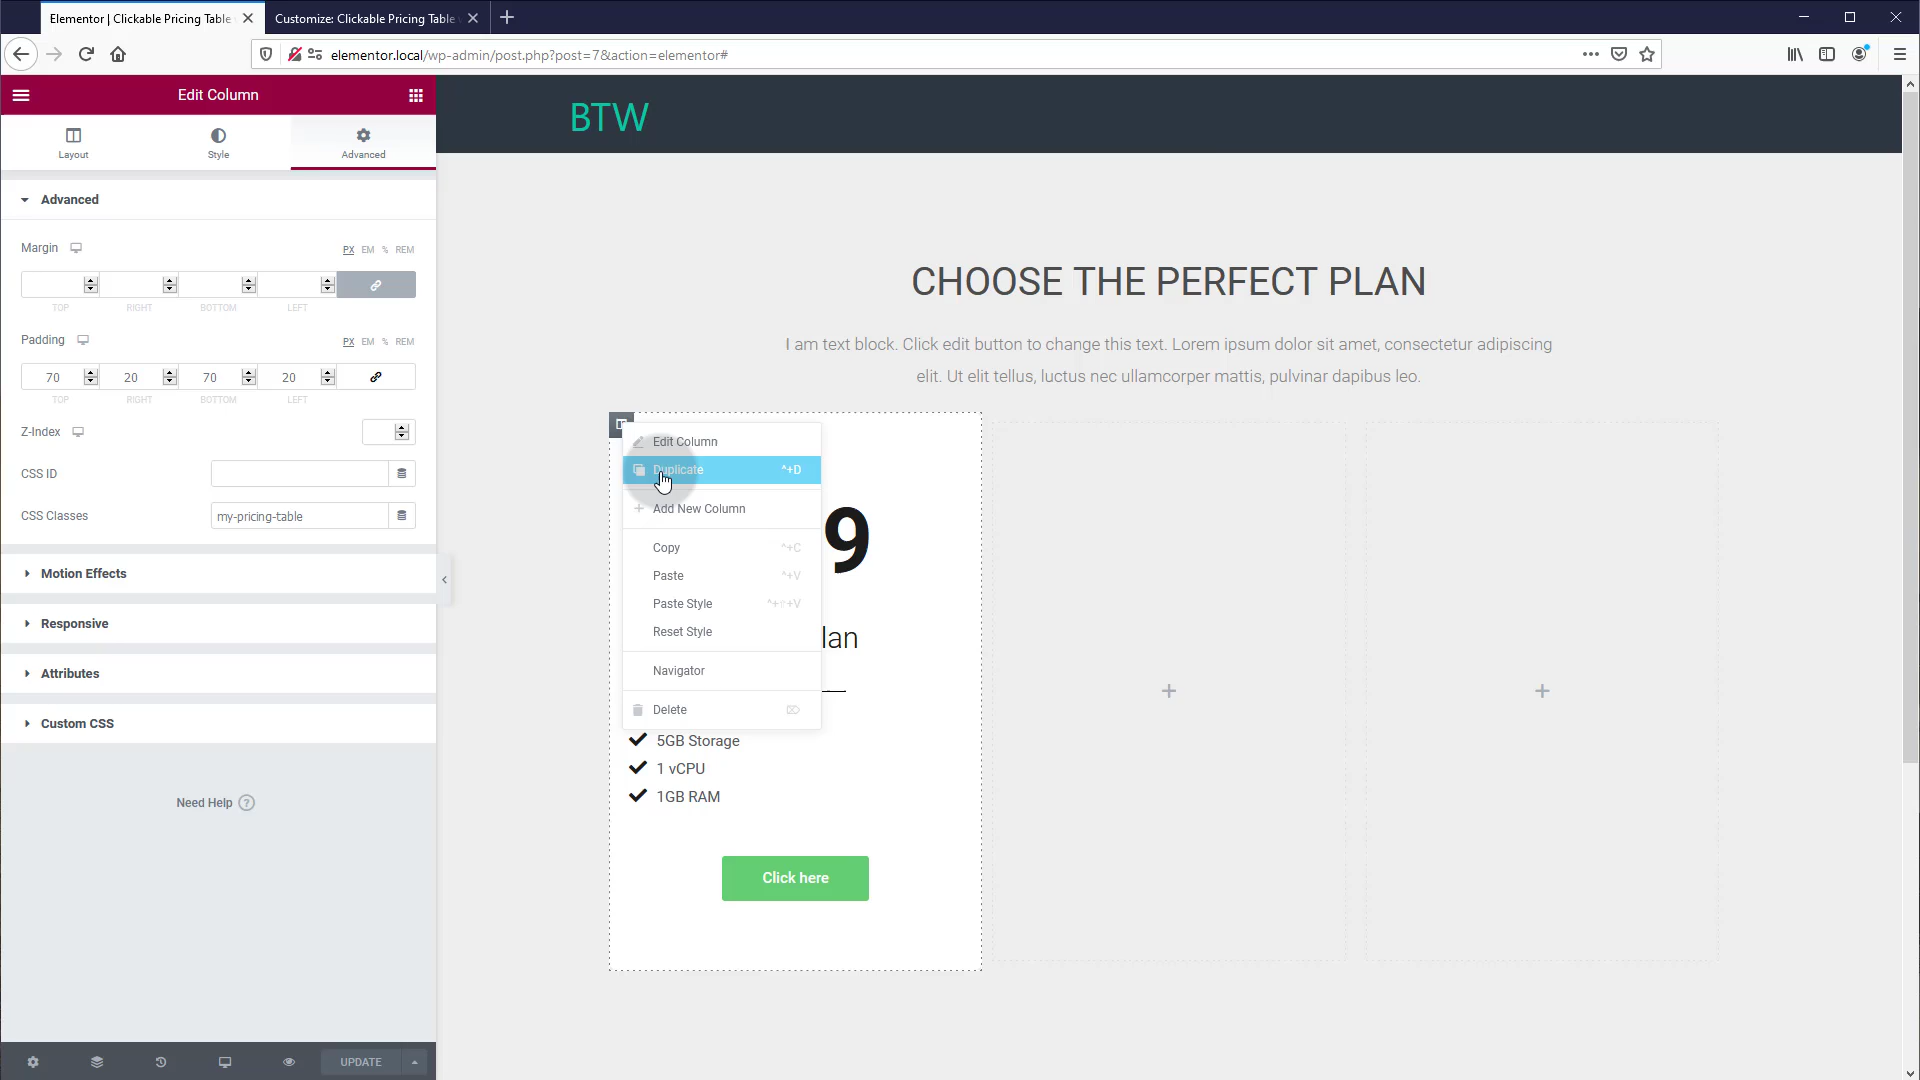 Elementor | Clickable Pricing Table
Customize: Clickable Pricing Table
elementor.local/wp-admin/post.php?post=7&action=elementor#
Edit Column
Layout
Style
Advanced
Advanced
Margin
PX EM % REM
TOP RIGHT BOTTOM LEFT
Padding
PX EM % REM
70 20 70 20
TOP RIGHT BOTTOM LEFT
Z-Index
CSS ID
CSS Classes
my-pricing-table
Motion Effects
Responsive
Attributes
Custom CSS
Need Help ?
UPDATE
BTW
CHOOSE THE PERFECT PLAN
I am text block. Click edit button to change this text. Lorem ipsum dolor sit amet, consectetur adipiscing
elit. Ut elit tellus, luctus nec ullamcorper mattis, pulvinar dapibus leo.
Edit Column
Duplicate ^+D
Add New Column
Copy ^+C
Paste ^+V
Paste Style ^+⇧+V
Reset Style
Navigator
Delete ⌦
9
lan
5GB Storage
1 vCPU
1GB RAM
Click here